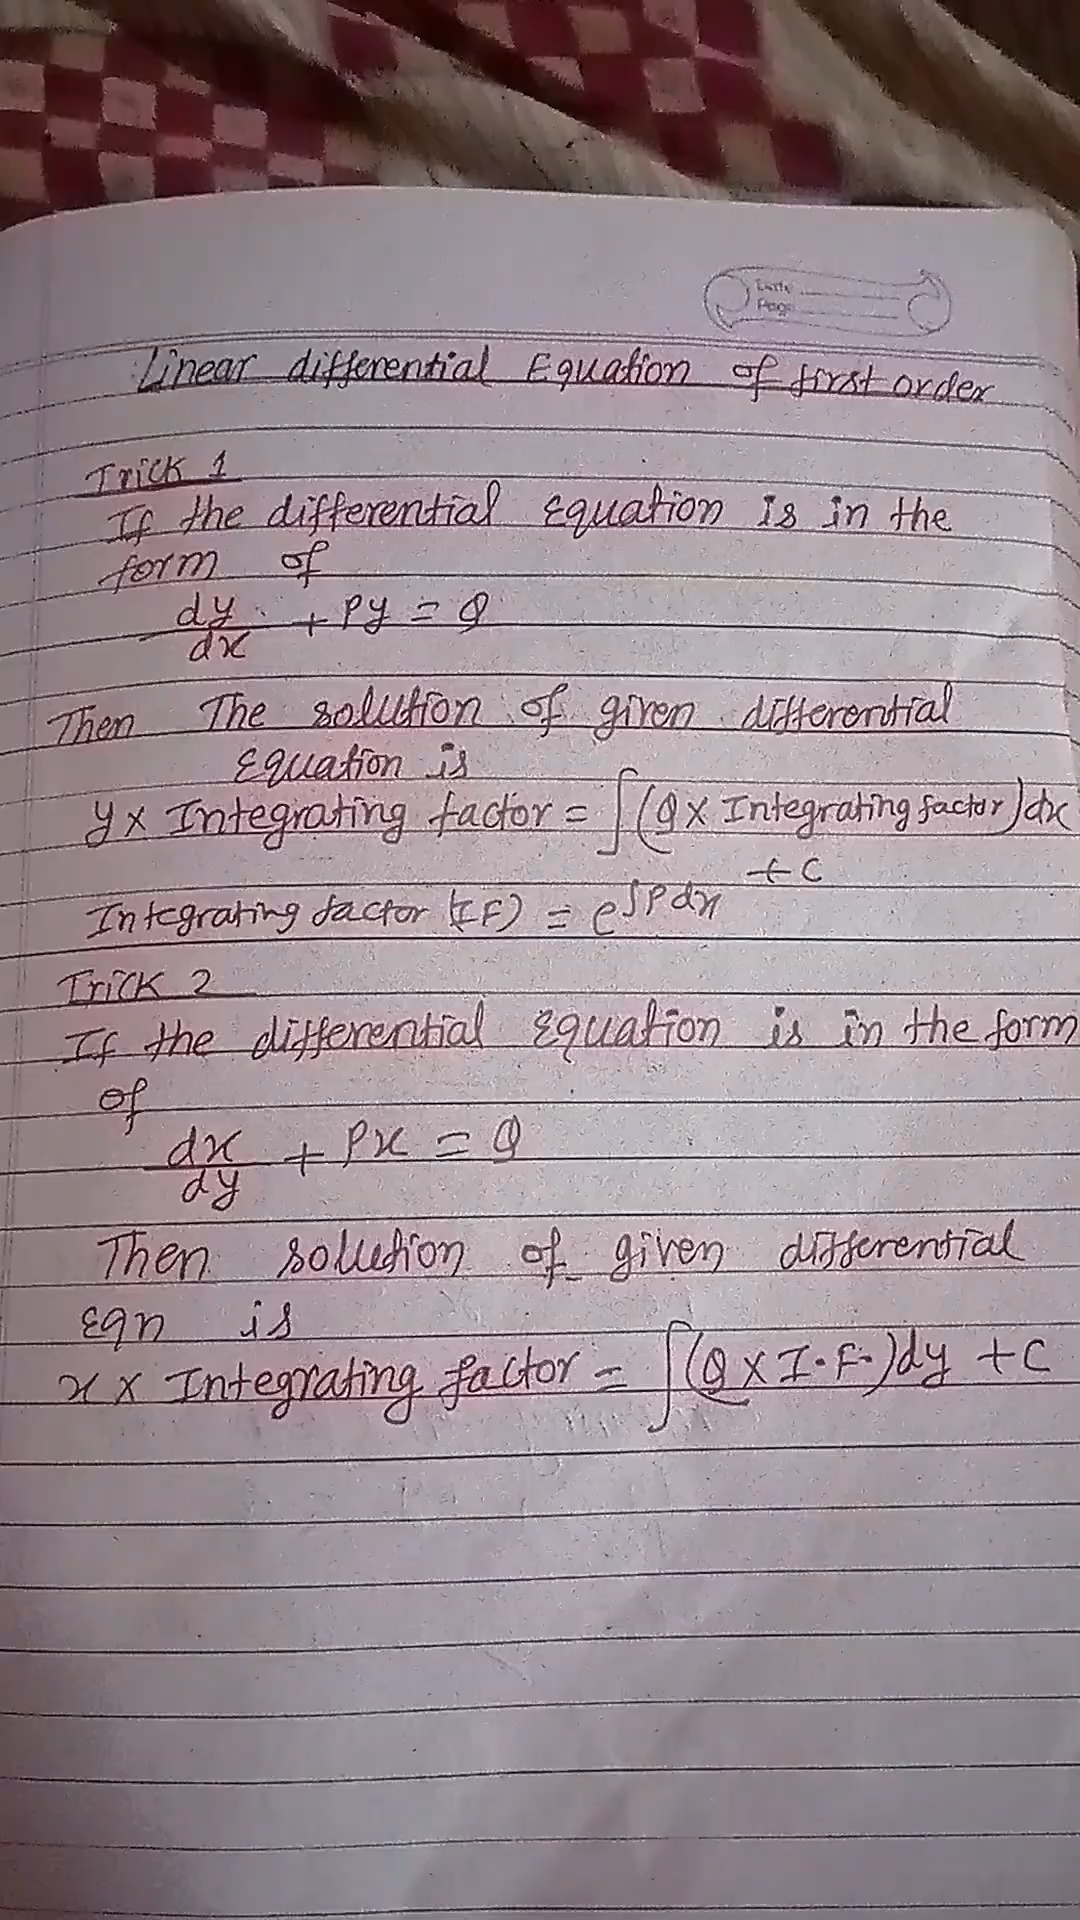 Date
Page
Linear differential Equation of first order
Trick 1
If the differential Equation is in the
form of
dy/dx + Py = Q
Then The solution of given differential
Equation is
y x Integrating factor = ∫(Q x Integrating factor)dx
+ C
Integrating factor (IF) = e^∫P dx
Trick 2
If the differential Equation is in the form
of
dx/dy + Px = Q
Then solution of given differential
Eqn is
x x Integrating factor = ∫(Q x I.F.)dy + C